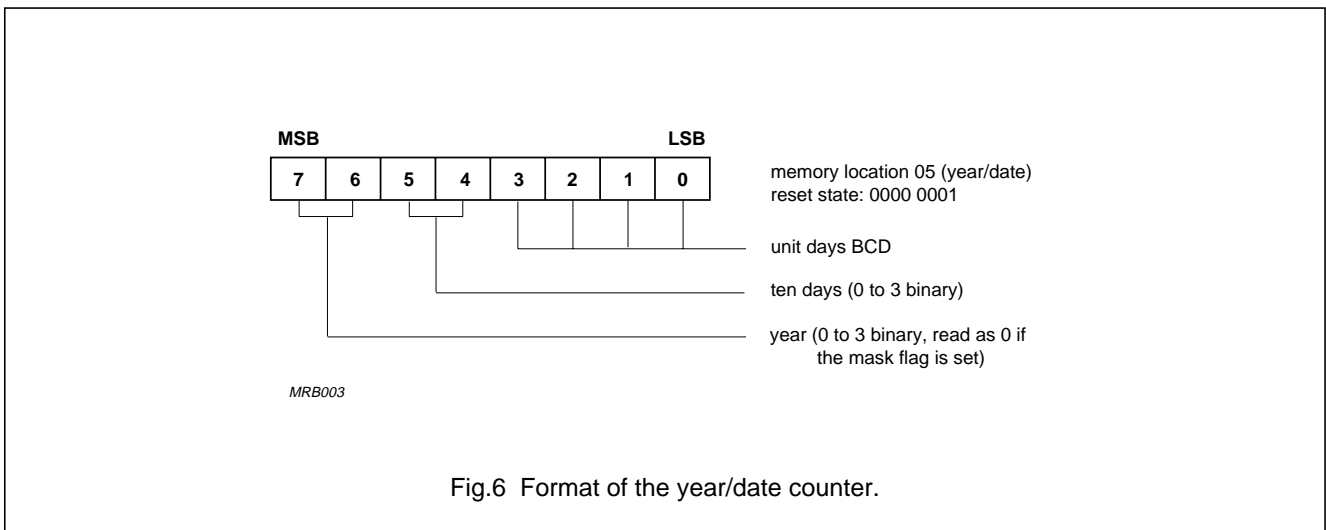 MSB LSB
7 6 5 4 3 2 1 0
memory location 05 (year/date)
reset state: 0000 0001
unit days BCD
ten days (0 to 3 binary)
year (0 to 3 binary, read as 0 if
the mask flag is set)
MRB003
Fig.6 Format of the year/date counter.